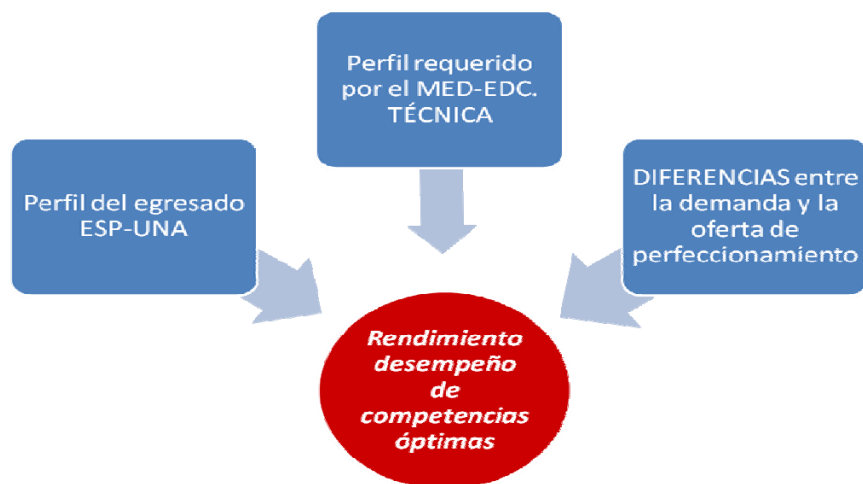 Perfil requerido
por el MED-EDC.
TÉCNICA
Perfil del egresado
ESP-UNA
DIFERENCIAS entre
la demanda y la
oferta de
perfeccionamiento
Rendimiento
desempeño
de
competencias
óptimas